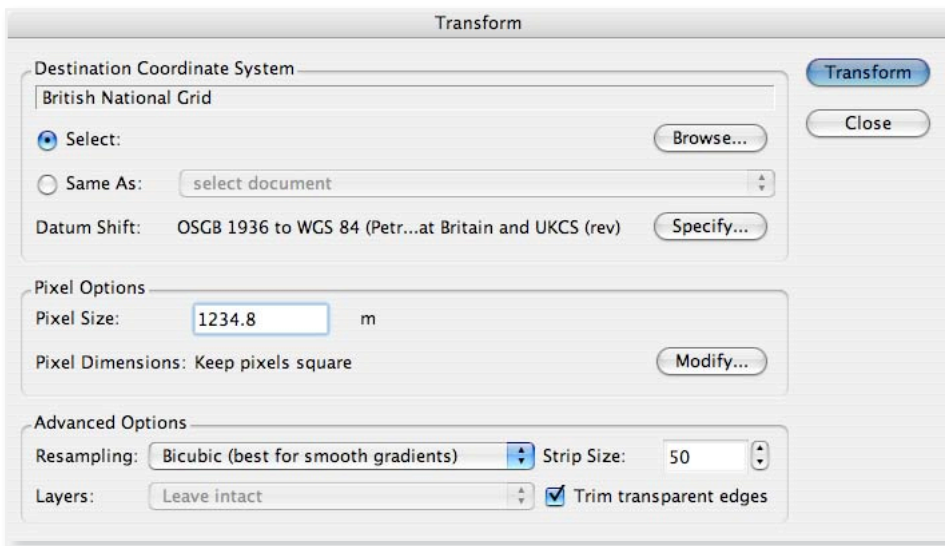 Transform
Destination Coordinate System
British National Grid
Select:
Browse...
Same As:
select document
Datum Shift:
OSGB 1936 to WGS 84 (Petr...at Britain and UKCS (rev)
Specify...
Transform
Close
Pixel Options
Pixel Size:
1234.8
m
Pixel Dimensions: Keep pixels square
Modify...
Advanced Options
Resampling:
Bicubic (best for smooth gradients)
Strip Size:
50
Layers:
Leave intact
Trim transparent edges